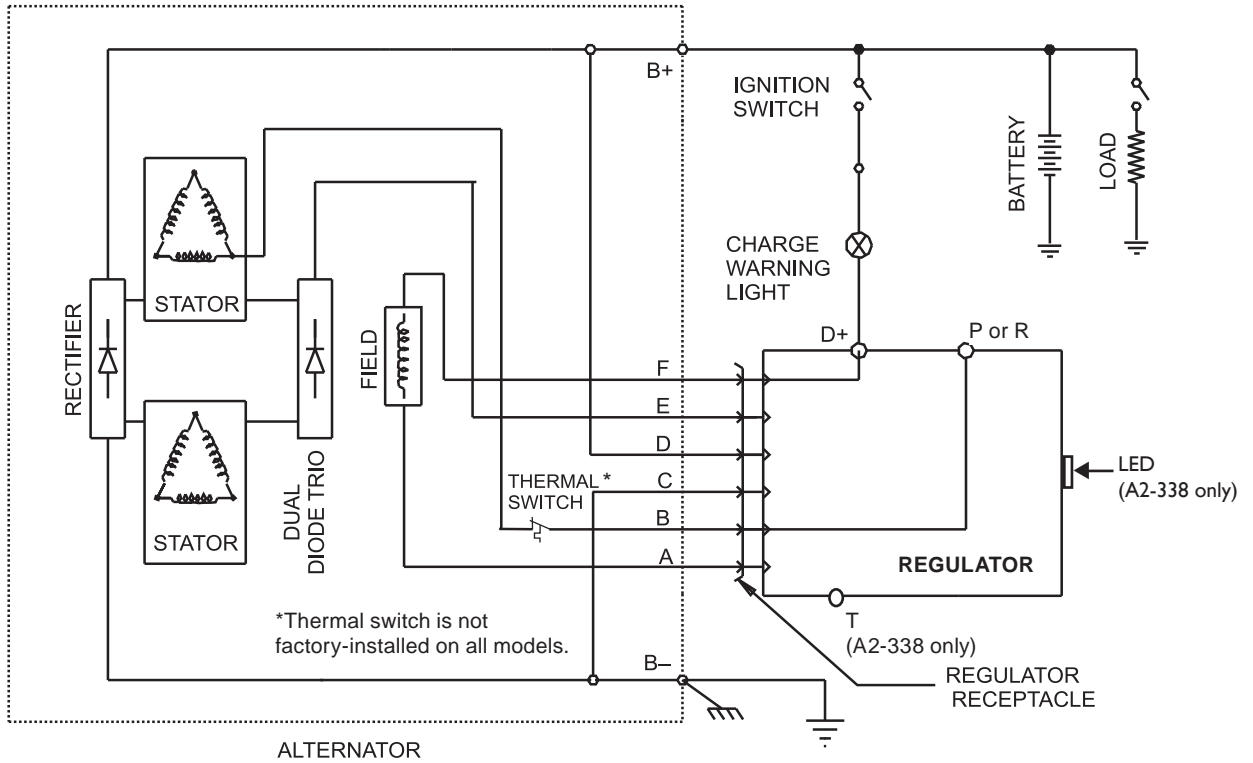 B+
IGNITION
SWITCH
BATTERY
LOAD
STATOR
CHARGE
WARNING
LIGHT
RECTIFIER
FIELD
D+
P or R
F
E
D
THERMAL *
SWITCH
C
B
A
LED
(A2-338 only)
STATOR
DUAL
DIODE TRIO
REGULATOR
*Thermal switch is not
factory-installed on all models.
T
(A2-338 only)
B–
REGULATOR
RECEPTACLE
ALTERNATOR